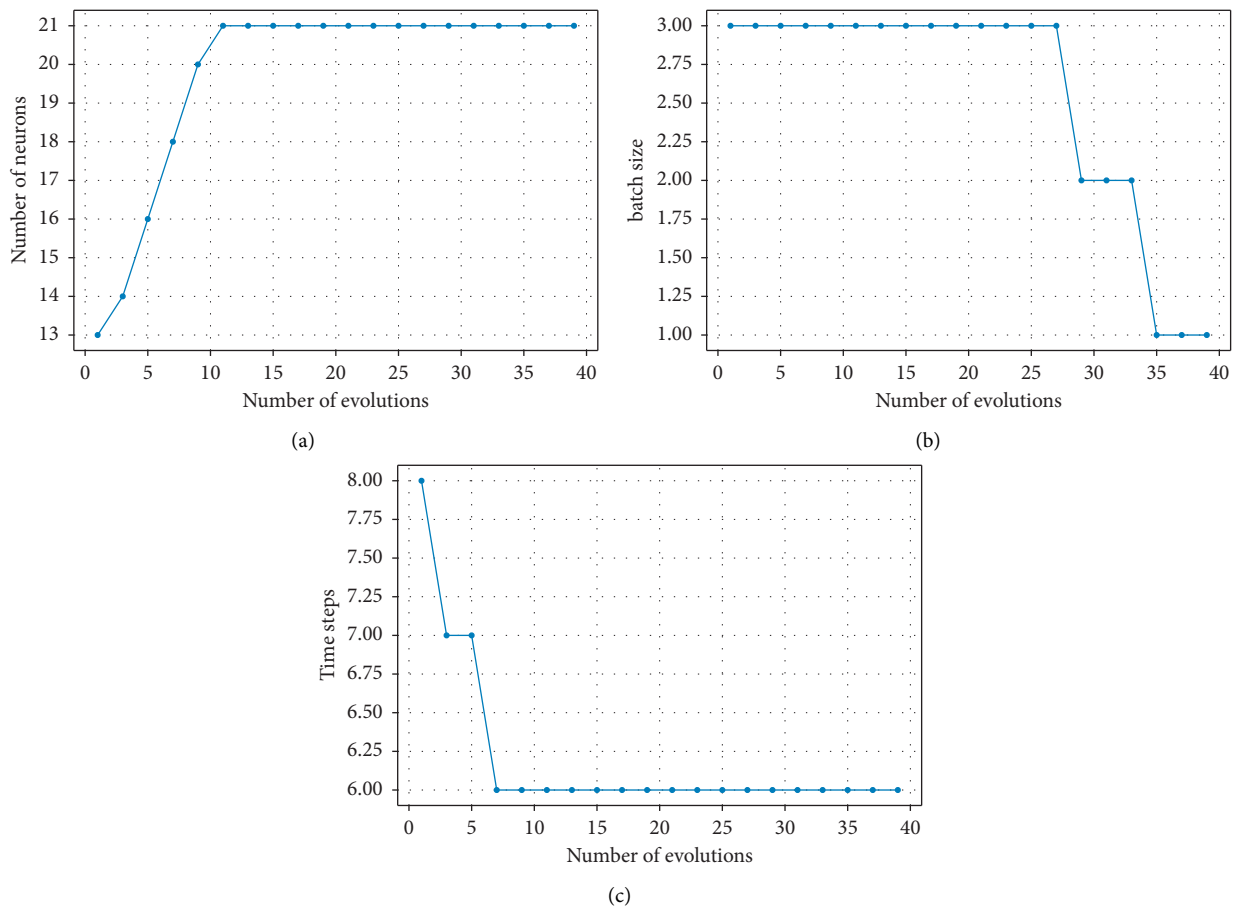 21
20
19
18
17
16
15
14
13
Number of neurons
0 5 10 15 20 25 30 35 40
Number of evolutions
(a)
3.00
2.75
2.50
2.25
2.00
1.75
1.50
1.25
1.00
batch size
0 5 10 15 20 25 30 35 40
Number of evolutions
(b)
8.00
7.75
7.50
7.25
7.00
6.75
6.50
6.25
6.00
Time steps
0 5 10 15 20 25 30 35 40
Number of evolutions
(c)